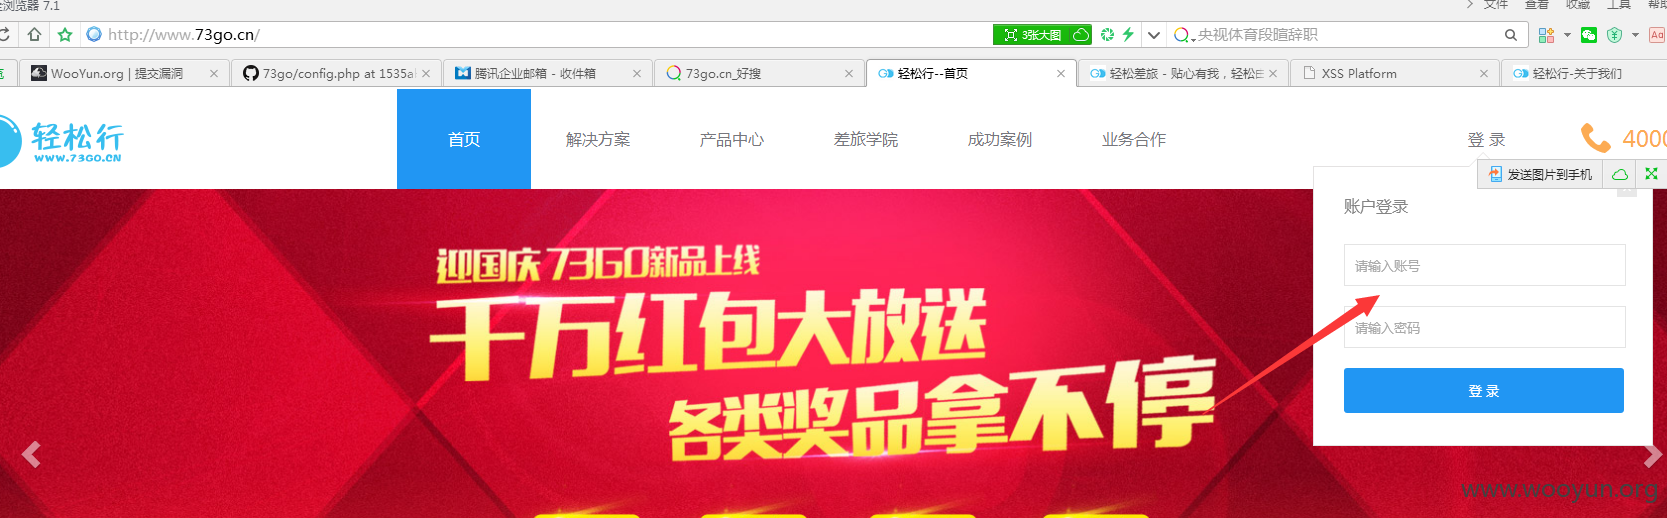 浏览器 7.1
文件 查看 收藏 工具 帮助
http://www.73go.cn/
3张大图
央视体育段暄辞职
WooYun.org | 提交漏洞
73go/config.php at 1535a
腾讯企业邮箱 - 收件箱
73go.cn_好搜
轻松行--首页
轻松差旅 - 贴心有我，轻松由
XSS Platform
轻松行-关于我们
轻松行
WWW.73GO.CN
首页
解决方案
产品中心
差旅学院
成功案例
业务合作
登 录
4000
发送图片到手机
账户登录
请输入账号
请输入密码
登 录
迎国庆 73GO新品上线
千万红包大放送
各类奖品拿不停
www.wooyun.org